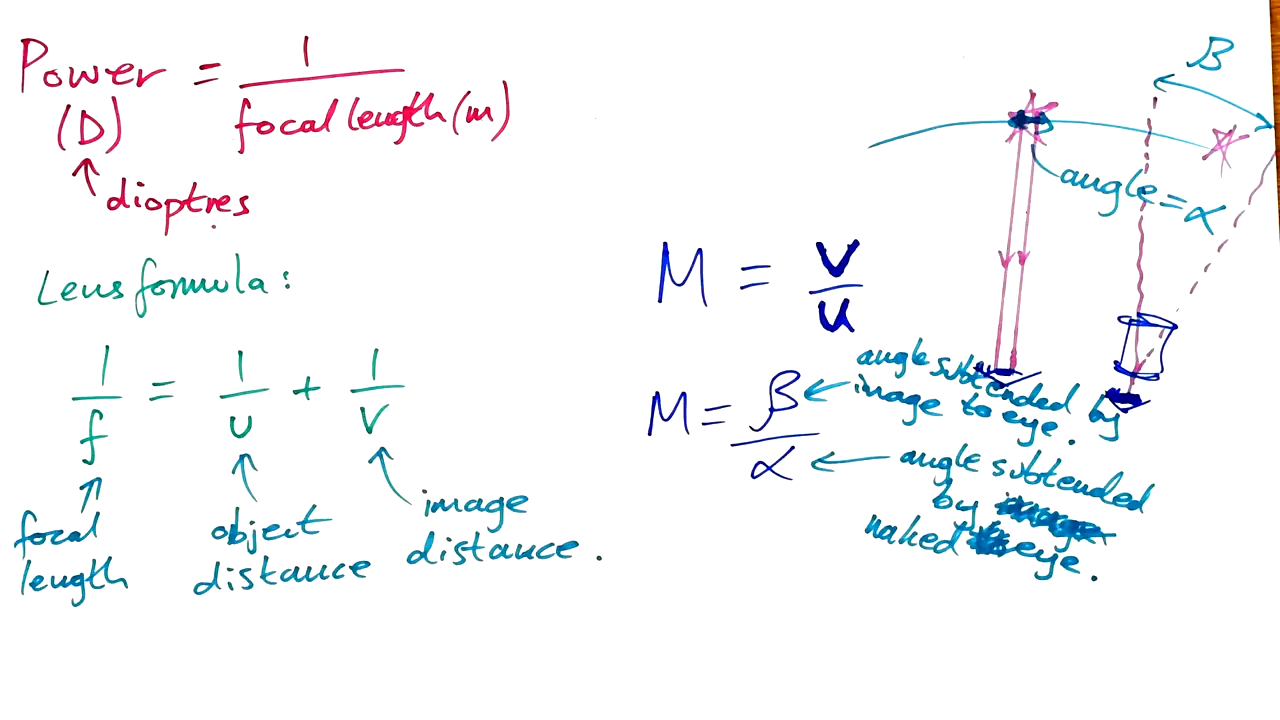 Power = 1 / focal length (m)
(D)
↑
dioptres
Lens formula:
1/f = 1/u + 1/v
focal length
object distance
image distance.
M = v/u
M = β/α
← angle subtended by
image to eye.
← angle subtended
by
naked eye.
β
angle = α